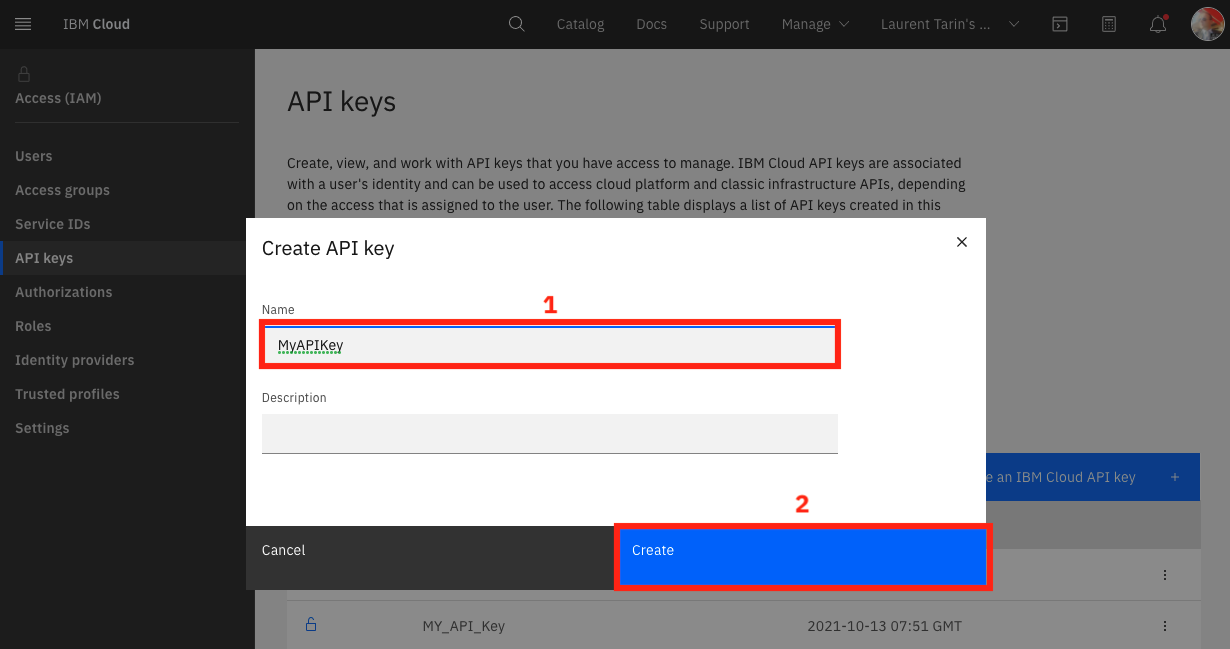 IBM Cloud
Catalog
Docs
Support
Manage
Laurent Tarin's ...
Access (IAM)
Users
Access groups
Service IDs
API keys
Authorizations
Roles
Identity providers
Trusted profiles
Settings
API keys
Create, view, and work with API keys that you have access to manage. IBM Cloud API keys are associated
with a user's identity and can be used to access cloud platform and classic infrastructure APIs, depending
on the access that is assigned to the user. The following table displays a list of API keys created in this
Create API key
1
Name
MyAPIKey
Description
an IBM Cloud API key +
2
Cancel
Create
MY_API_Key
2021-10-13 07:51 GMT